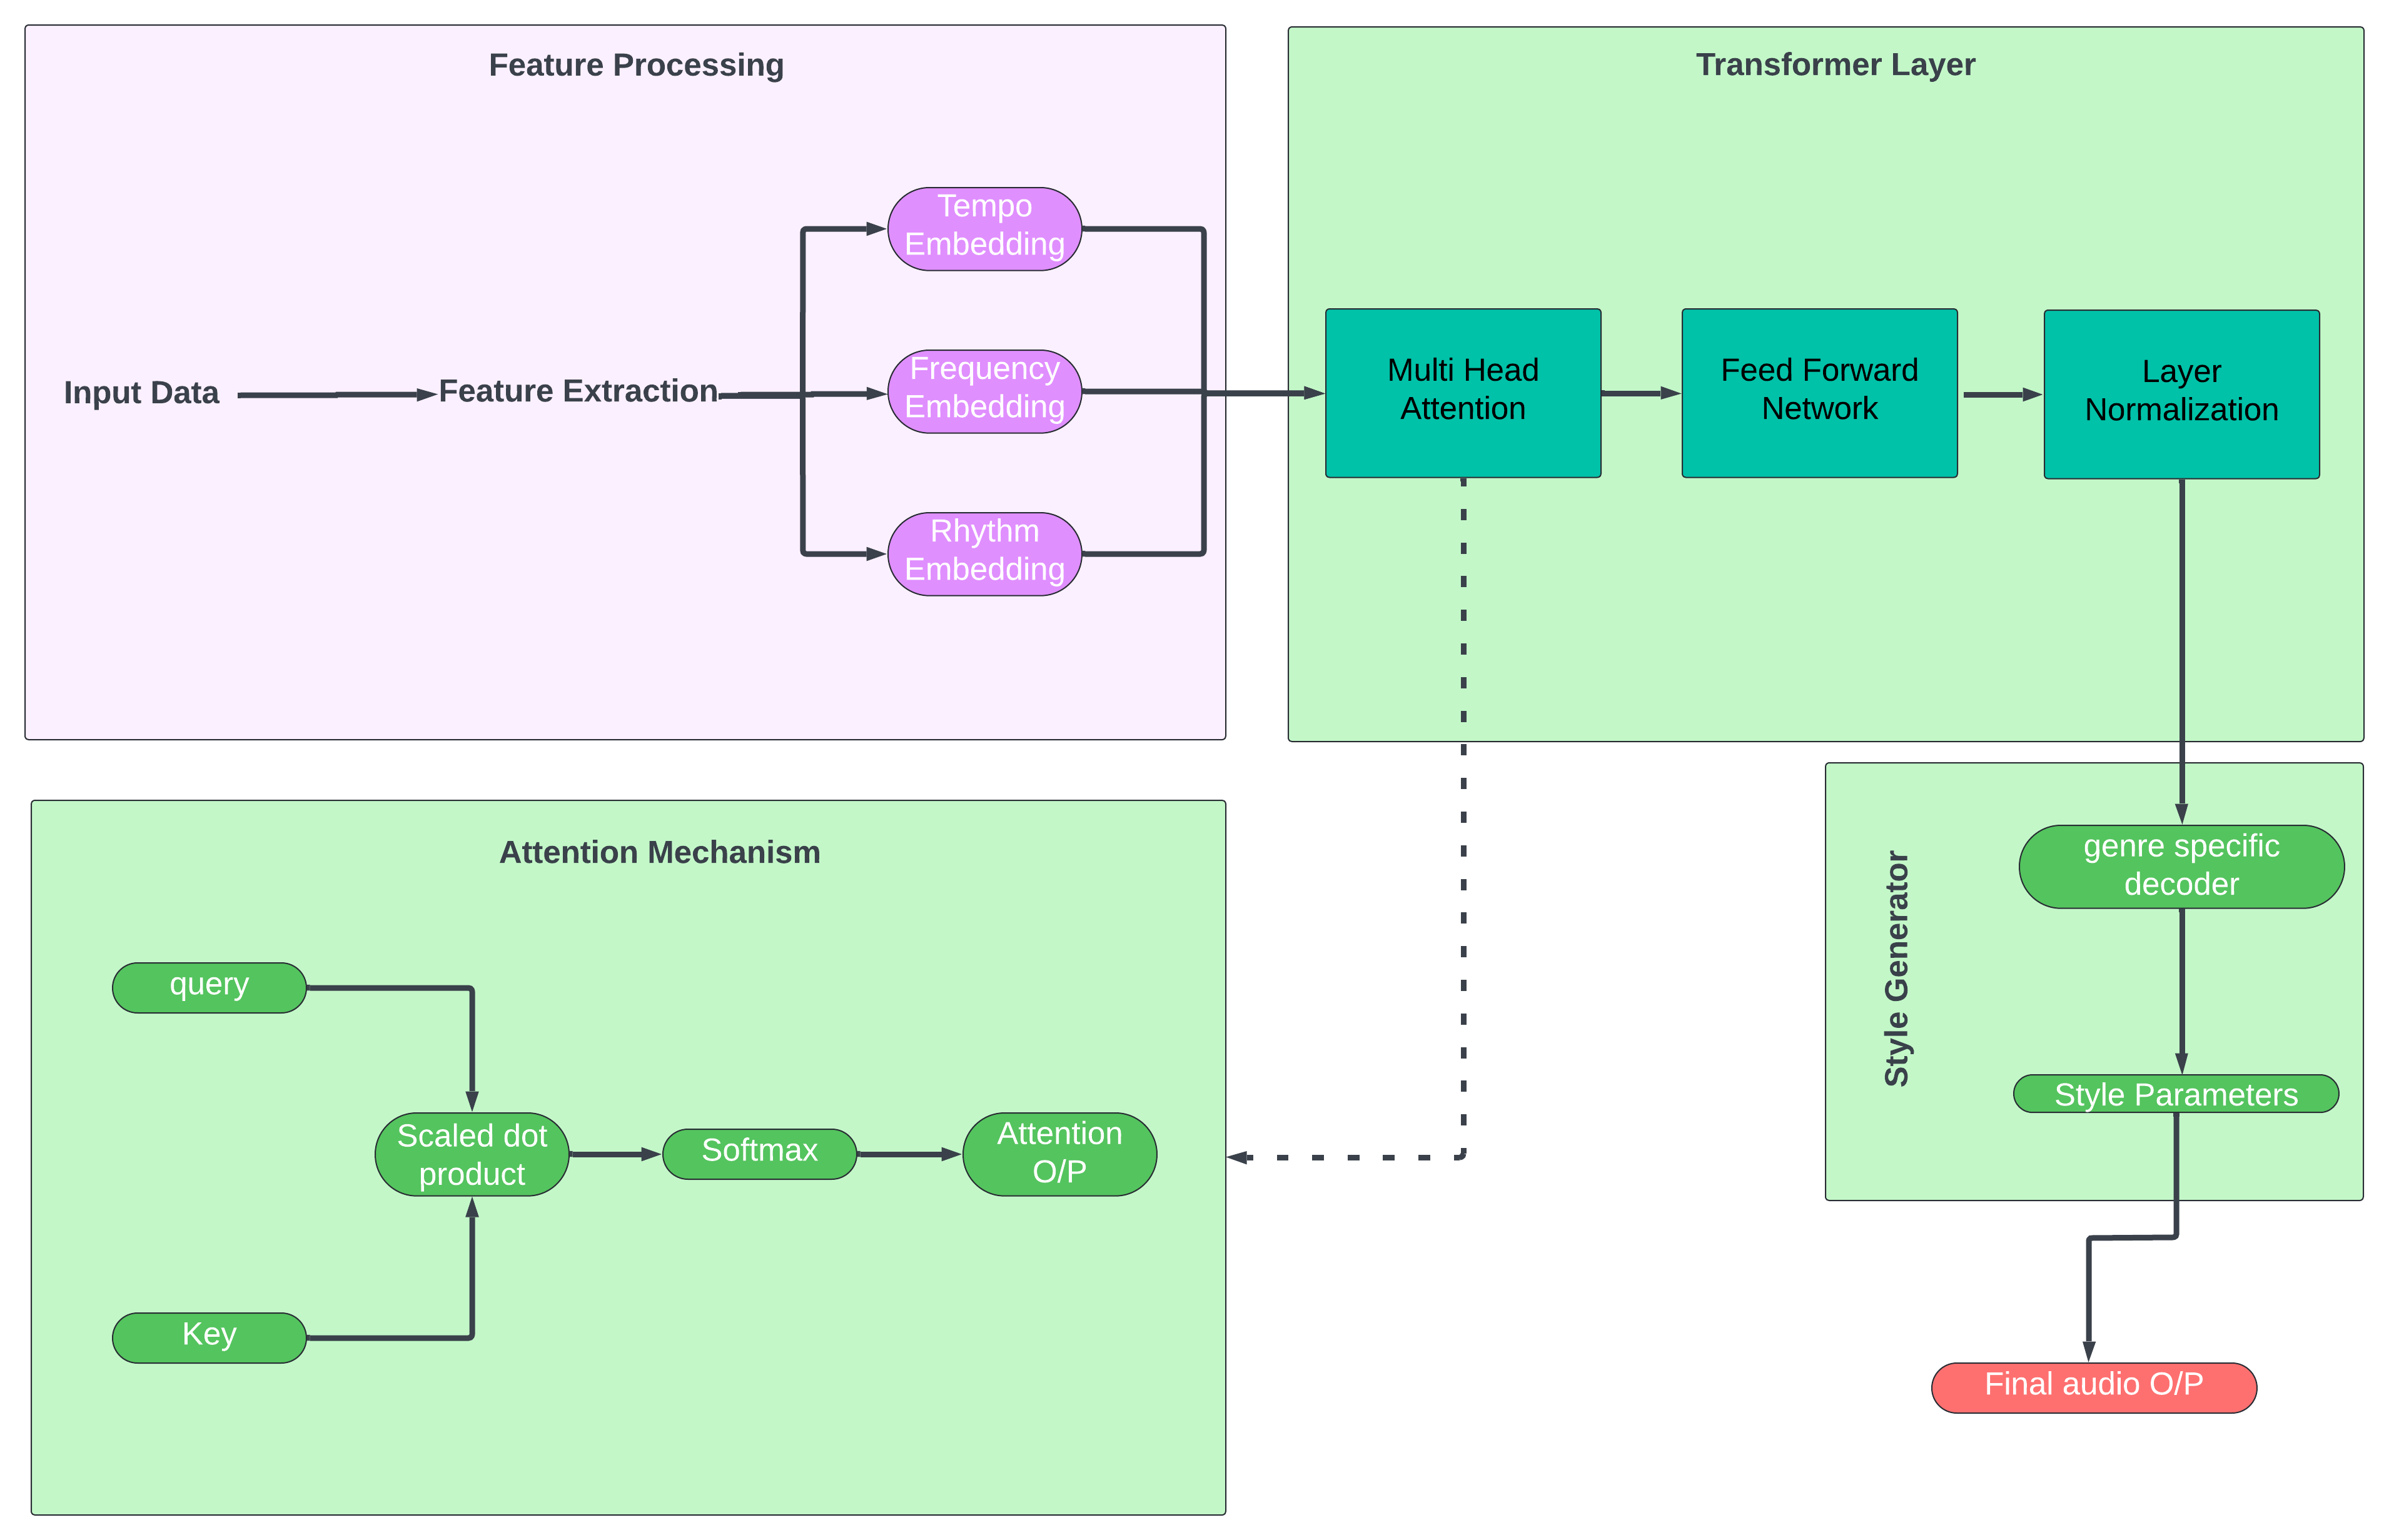 Feature Processing
Input Data
Feature Extraction
Tempo
Embedding
Frequency
Embedding
Rhythm
Embedding
Transformer Layer
Multi Head
Attention
Feed Forward
Network
Layer
Normalization
Attention Mechanism
query
Key
Scaled dot
product
Softmax
Attention
O/P
Style Generator
genre specific
decoder
Style Parameters
Final audio O/P